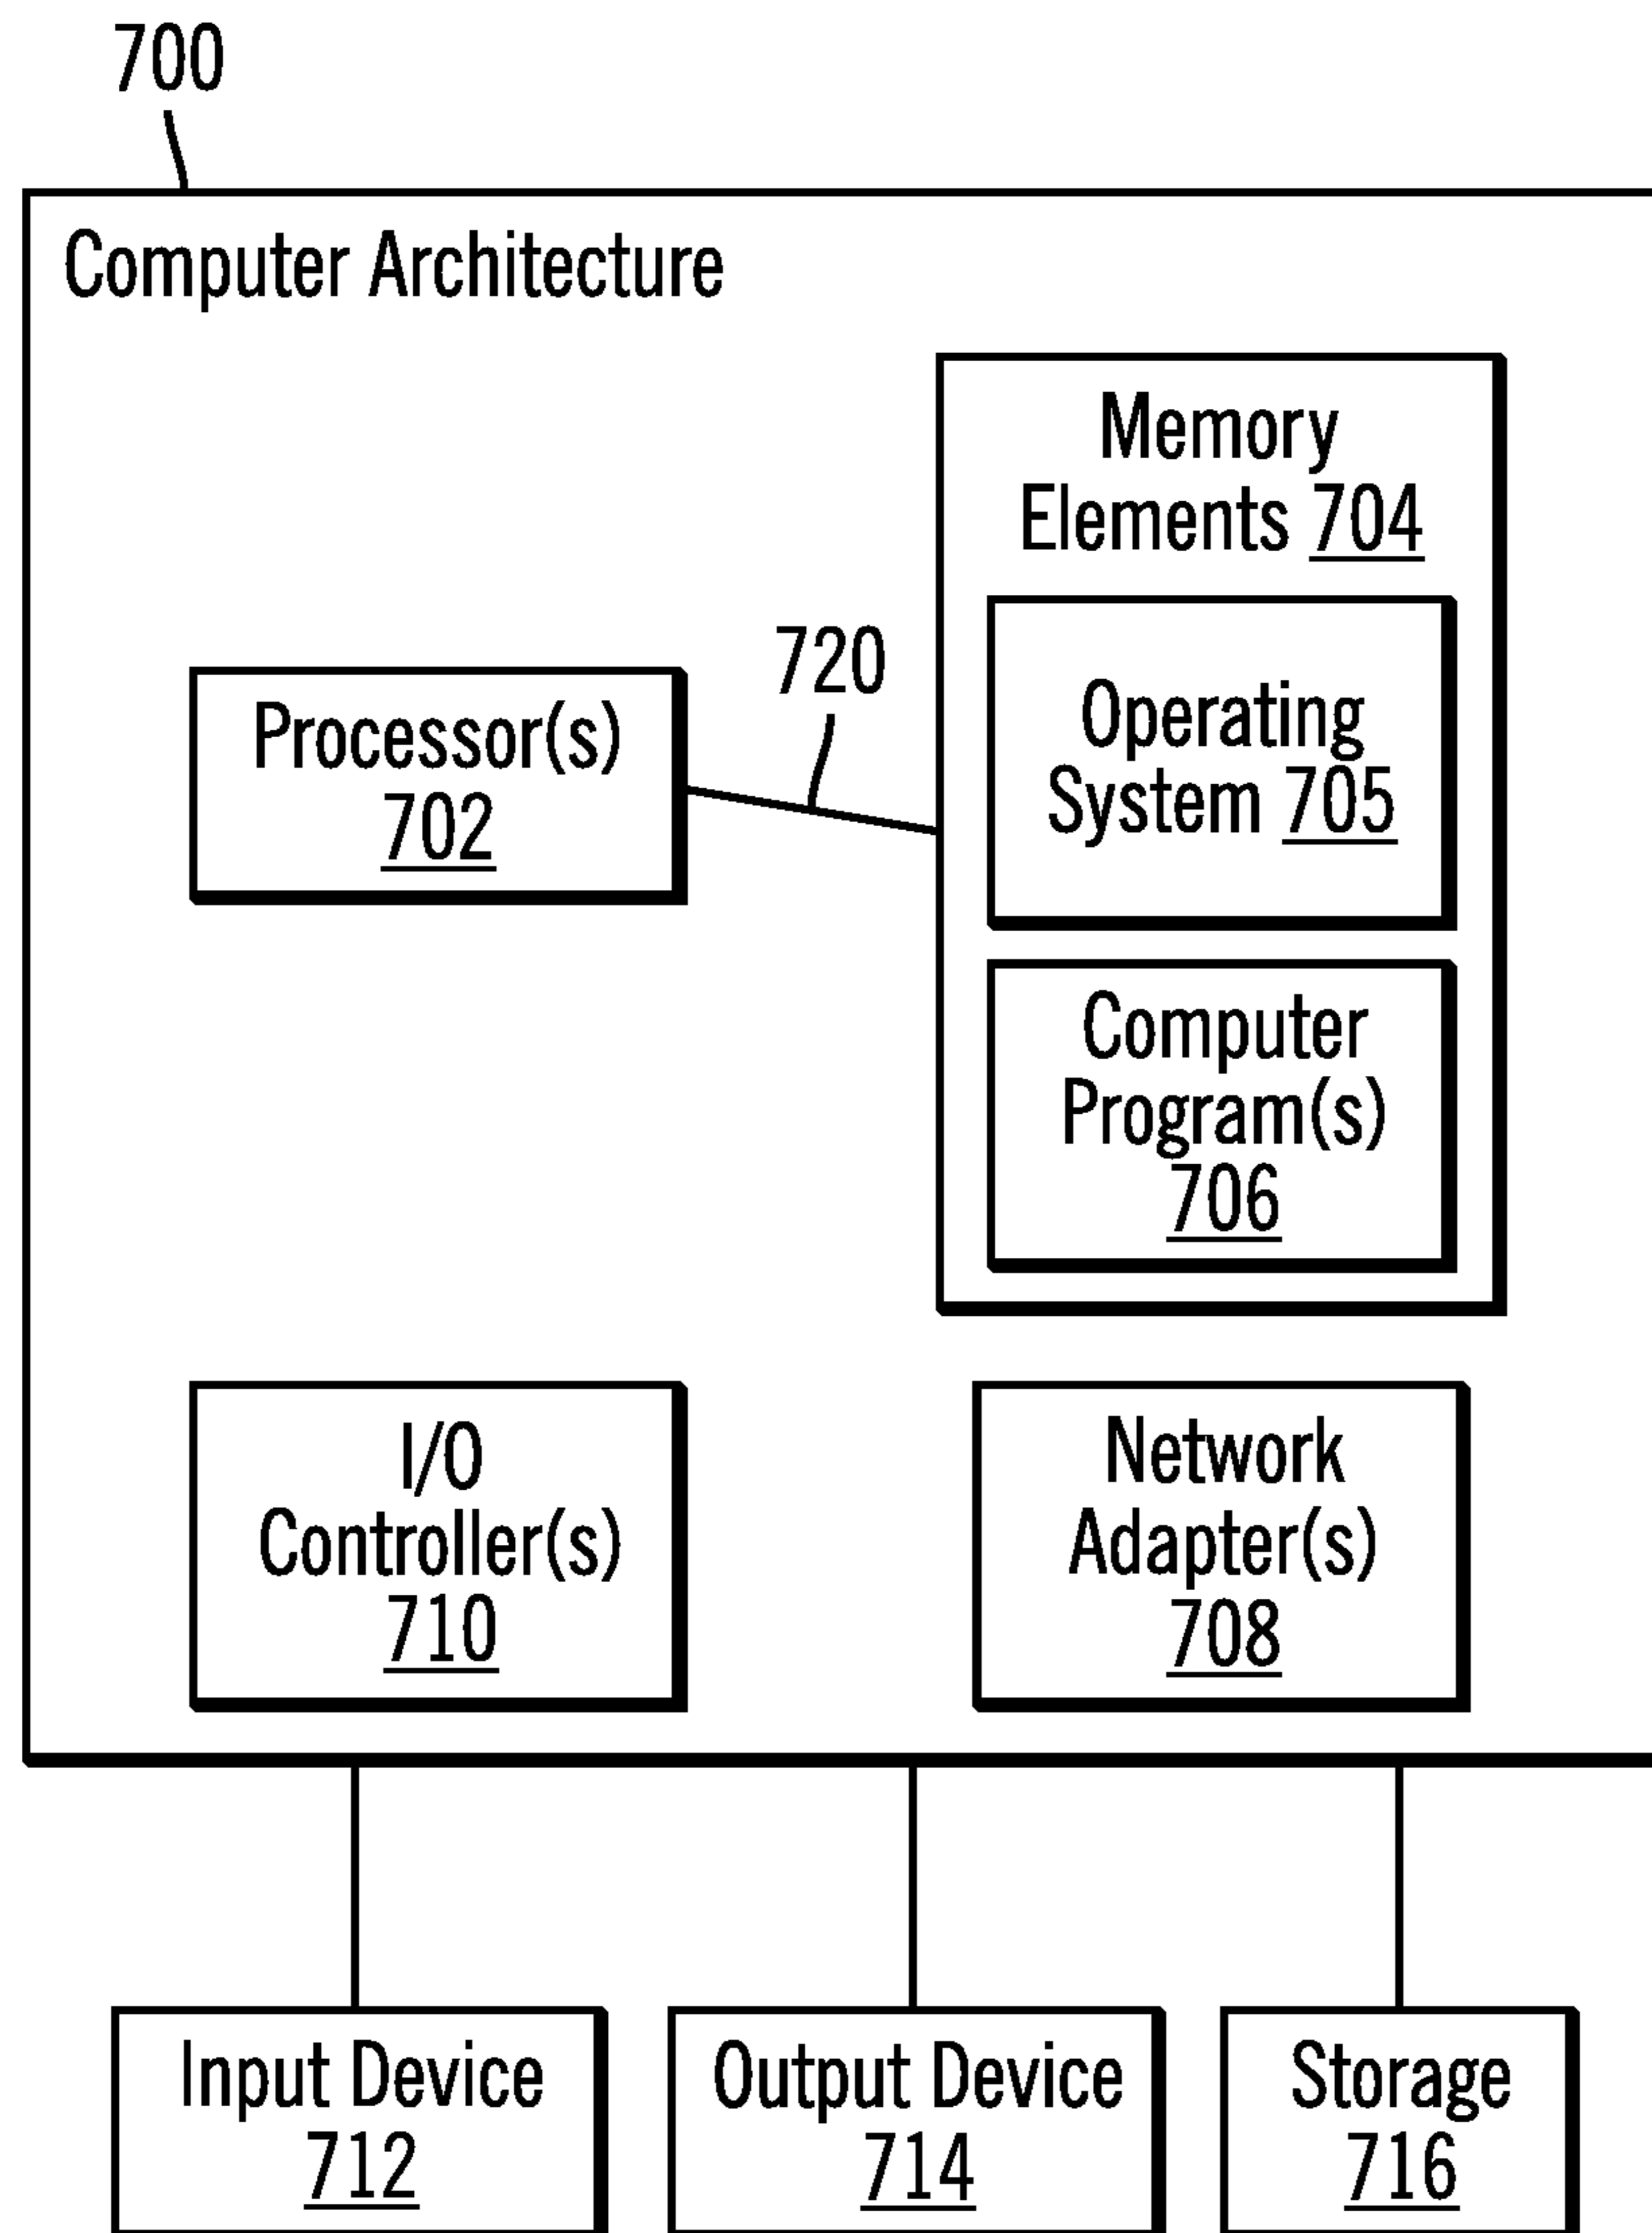 700
Computer Architecture
Memory
Elements 704
720
Processor(s)
702
Operating
System 705
Computer
Program(s)
706
I/O
Controller(s)
710
Network
Adapter(s)
708
Input Device
712
Output Device
714
Storage
716